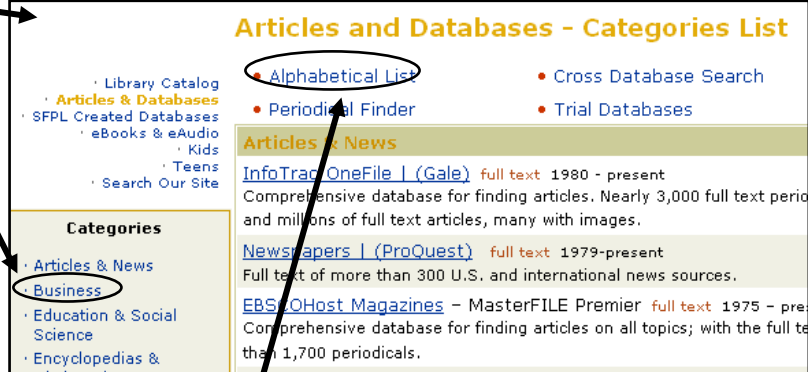 Articles and Databases - Categories List
• Alphabetical List
• Cross Database Search
• Periodical Finder
• Trial Databases
· Library Catalog
· Articles & Databases
· SFPL Created Databases
· eBooks & eAudio
· Kids
· Teens
· Search Our Site
Categories
· Articles & News
· Business
· Education & Social
Science
· Encyclopedias &
Articles & News
InfoTrac OneFile | (Gale) full text 1980 - present
Comprehensive database for finding articles. Nearly 3,000 full text perio
and millions of full text articles, many with images.
Newspapers | (ProQuest) full text 1979-present
Full text of more than 300 U.S. and international news sources.
EBSCOHost Magazines – MasterFILE Premier full text 1975 – pre
Comprehensive database for finding articles on all topics; with the full te
than 1,700 periodicals.